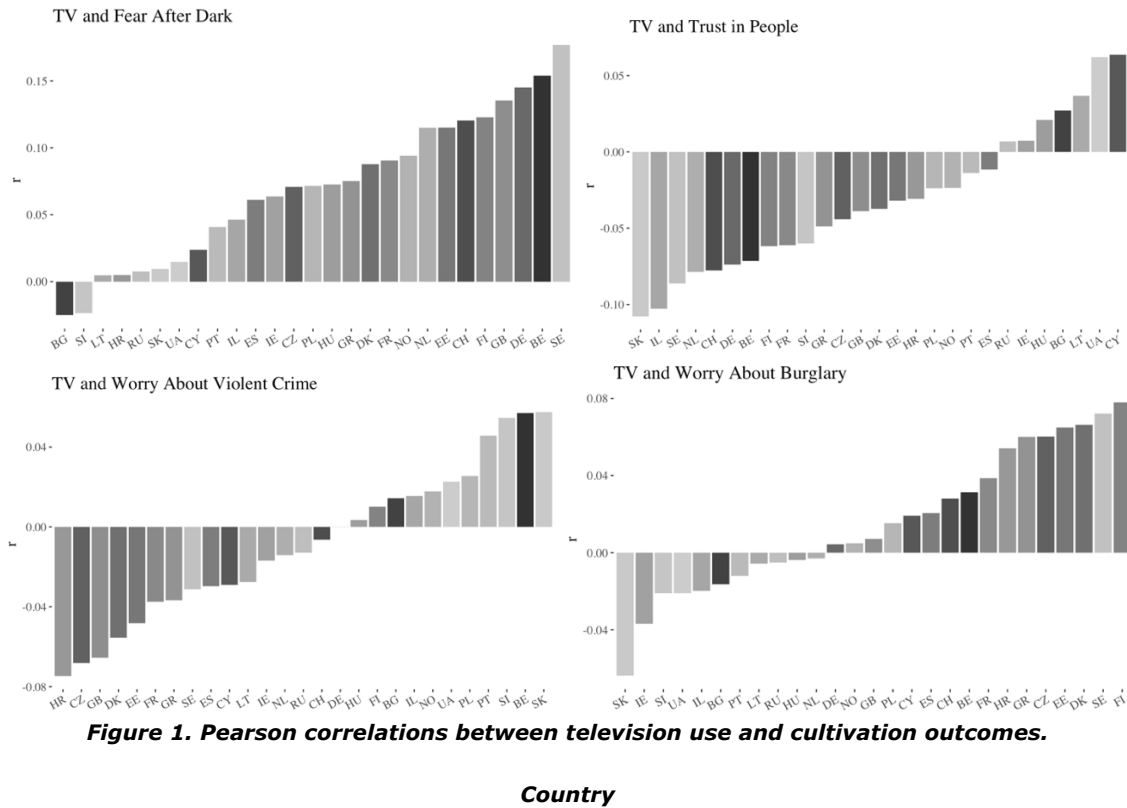 TV and Fear After Dark
0.15
0.10
0.05
0.00
r
BG SI LT HR RU SK UA CY PT IL ES IE CZ PL HU GR DK FR NO NL EE CH FI GB DE BE SE
TV and Trust in People
0.05
0.00
-0.05
-0.10
r
SK IL SE NL CH DE BE FI FR SI GR CZ GB DK EE HR PL NO PT ES RU IE HU BG LT UA CY
TV and Worry About Violent Crime
0.04
0.00
-0.04
-0.08
r
HR CZ GB DK EE FR GR SE ES CY LT IE NL RU CH DE HU FI BG IL NO UA PL PT SI BE SK
TV and Worry About Burglary
0.08
0.04
0.00
-0.04
SK IE SI UA IL BG PT LT RU HU NL DE NO GB PL CY ES CH BE FR HR GR CZ EE DK SE FI
Figure 1. Pearson correlations between television use and cultivation outcomes.
Country